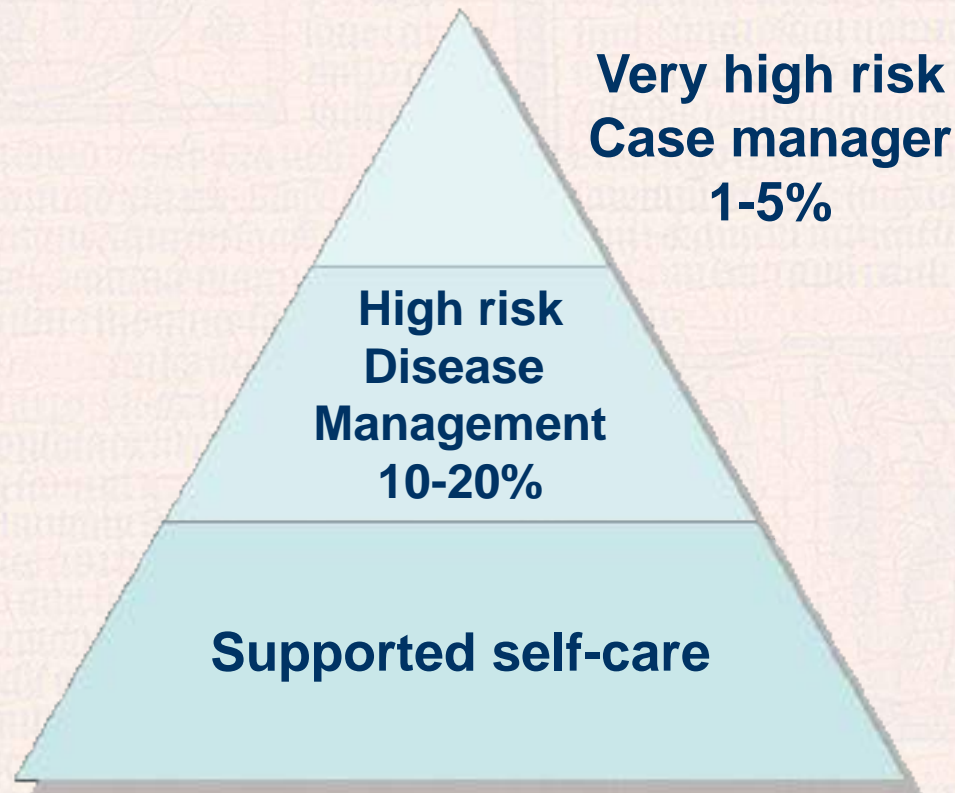 Very high risk
Case manager
1-5%
High risk
Disease
Management
10-20%
Supported self-care